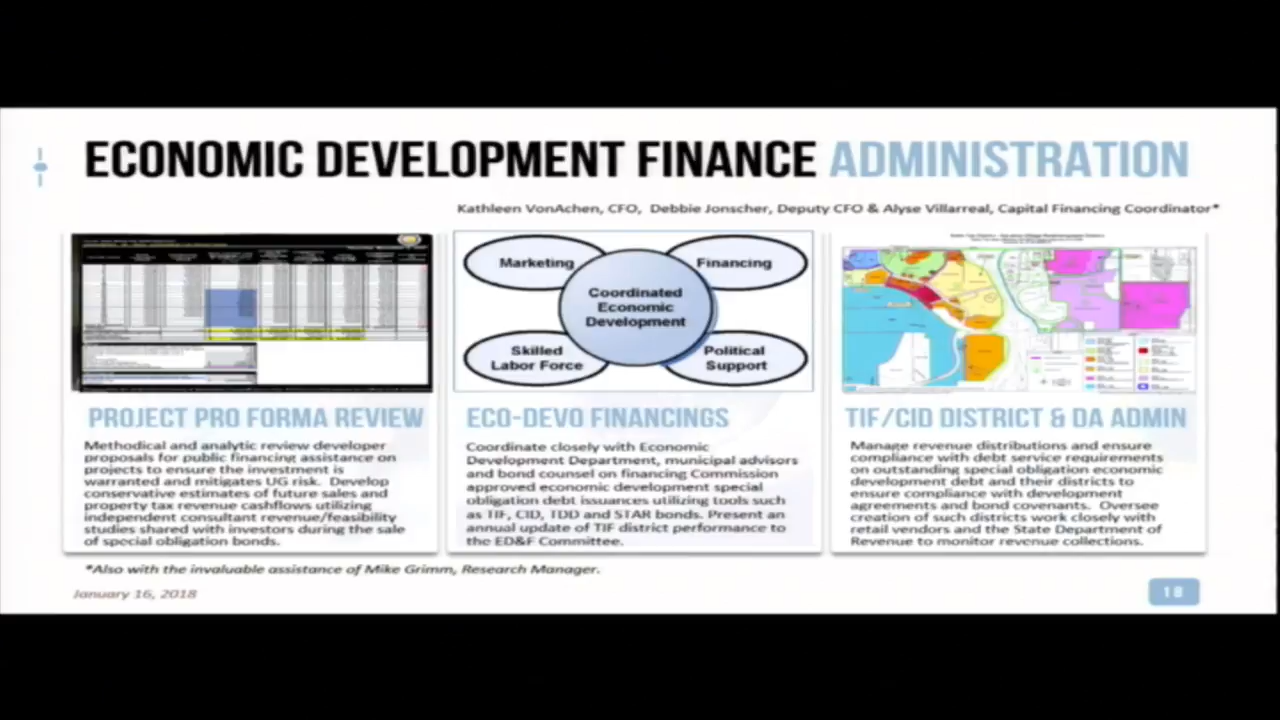 ECONOMIC DEVELOPMENT FINANCE ADMINISTRATION
Kathleen VonAchen, CFO, Debbie Jonscher, Deputy CFO & Alyse Villarreal, Capital Financing Coordinator*
Marketing
Financing
Coordinated
Economic
Development
Skilled
Labor Force
Political
Support
PROJECT PRO FORMA REVIEW
Methodical and analytic review developer
proposals for public financing assistance on
projects to ensure the investment is
warranted and mitigates UG risk. Develop
conservative estimates of future sales and
property tax revenue cashflows utilizing
independent consultant revenue/feasibility
studies shared with investors during the sale
of special obligation bonds.
ECO-DEVO FINANCINGS
Coordinate closely with Economic
Development Department, municipal advisors
and bond counsel on financing Commission
approved economic development special
obligation debt issuances utilizing tools such
as TIF, CID, TDD and STAR bonds. Present an
annual update of TIF district performance to
the ED&F Committee.
TIF/CID DISTRICT & DA ADMIN
Manage revenue distributions and ensure
compliance with debt service requirements
on outstanding special obligation economic
development debt and their districts to
ensure compliance with development
agreements and bond covenants. Oversee
creation of such districts work closely with
retail vendors and the State Department of
Revenue to monitor revenue collections.
*Also with the invaluable assistance of Mike Grimm, Research Manager.
January 16, 2018
18